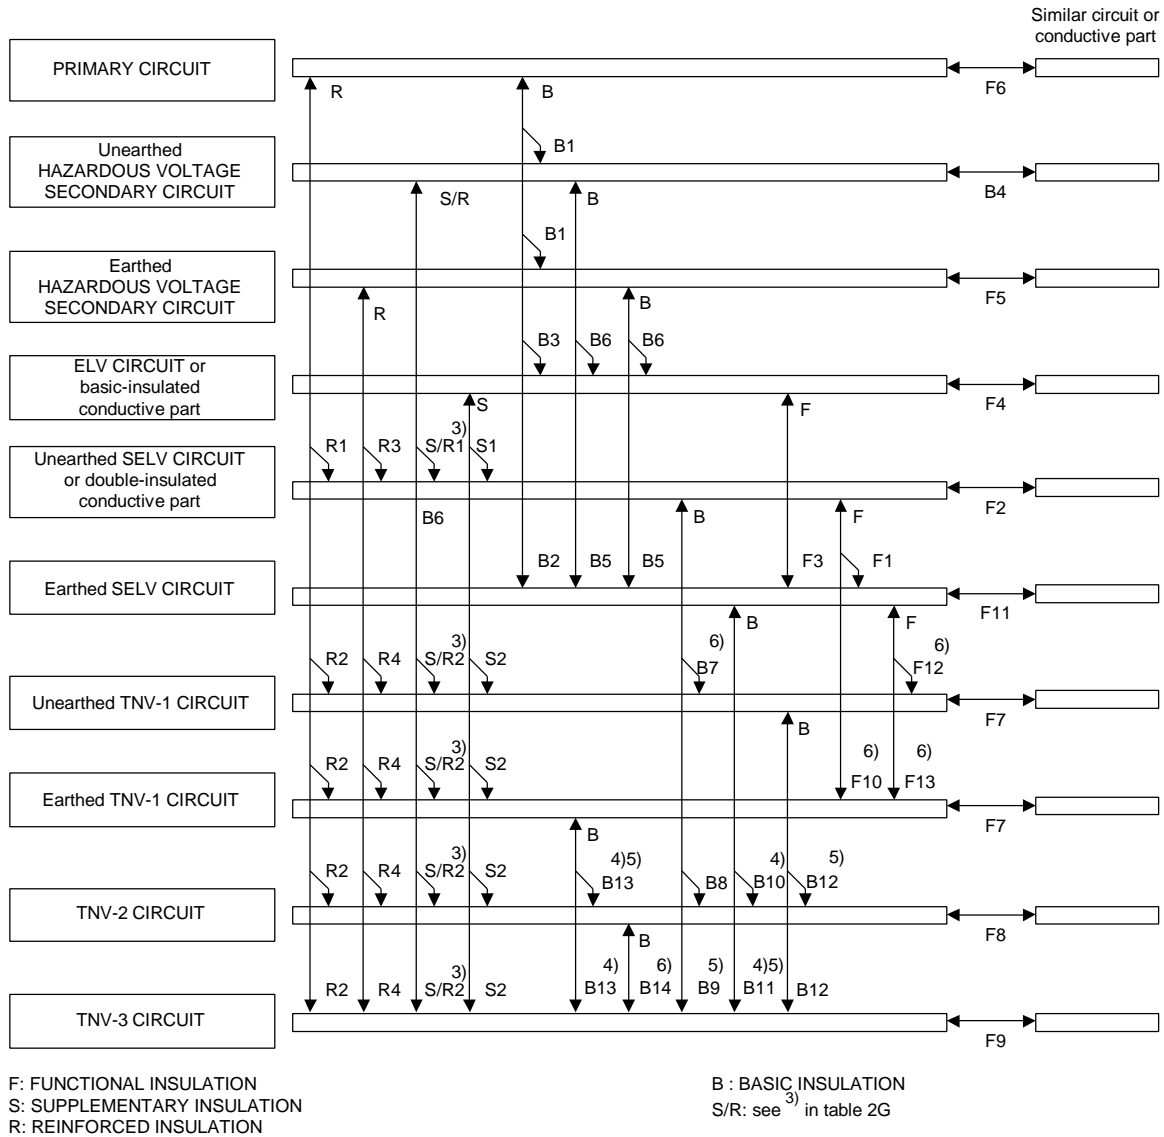 Similar circuit or
conductive part
PRIMARY CIRCUIT
R
B
F6
Unearthed
HAZARDOUS VOLTAGE
SECONDARY CIRCUIT
B1
S/R
B
B4
Earthed
HAZARDOUS VOLTAGE
SECONDARY CIRCUIT
B1
R
B
F5
ELV CIRCUIT or
basic-insulated
conductive part
B3
B6
B6
S
F
F4
Unearthed SELV CIRCUIT
or double-insulated
conductive part
R1
R3
3)
S/R1
S1
B6
B
F
F2
Earthed SELV CIRCUIT
B2
B5
B5
F3
F1
B
F
F11
Unearthed TNV-1 CIRCUIT
R2
R4
3)
S/R2
S2
6)
B7
6)
F12
B
F7
Earthed TNV-1 CIRCUIT
R2
R4
3)
S/R2
S2
6)
F10
6)
F13
B
F7
TNV-2 CIRCUIT
R2
R4
3)
S/R2
S2
4)5)
B13
B8
4)
B10
5)
B12
B
F8
TNV-3 CIRCUIT
R2
R4
3)
S/R2
S2
4)
B13
6)
B14
5)
B9
4)5)
B11
B12
F9
F: FUNCTIONAL INSULATION
S: SUPPLEMENTARY INSULATION
R: REINFORCED INSULATION
B : BASIC INSULATION
S/R: see 3) in table 2G